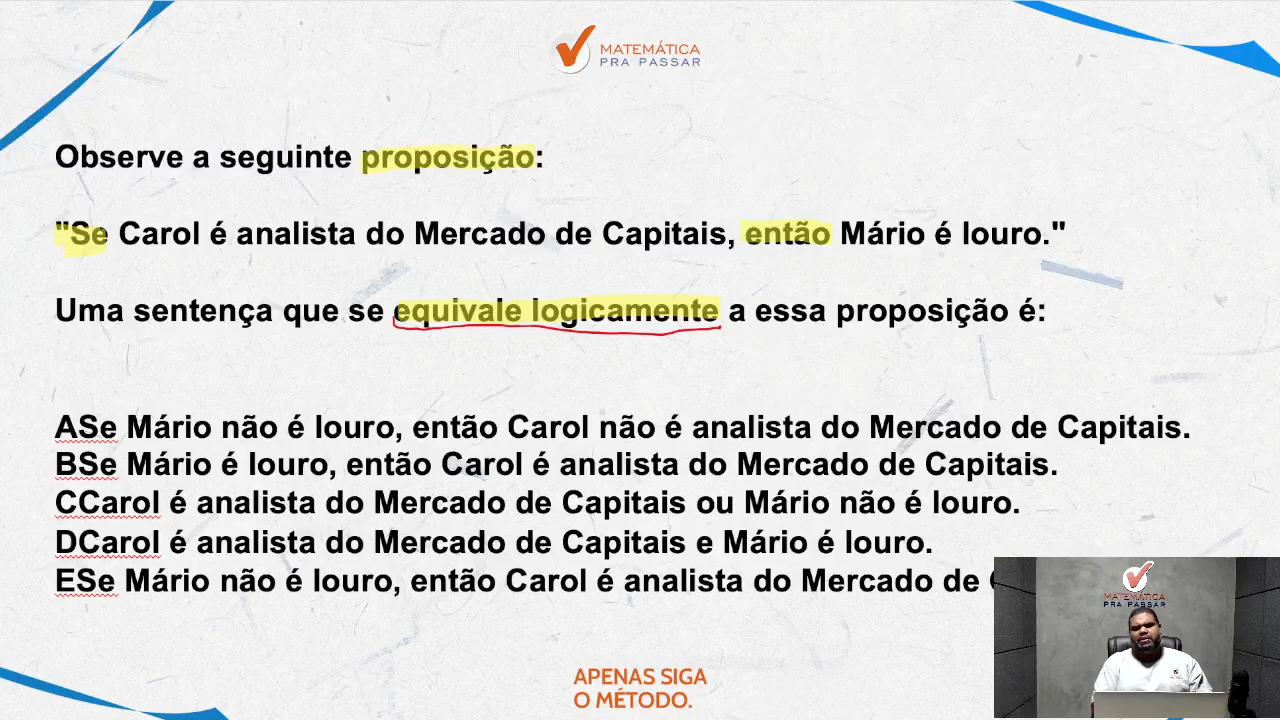 MATEMÁTICA
PRA PASSAR
Observe a seguinte proposição:
"Se Carol é analista do Mercado de Capitais, então Mário é louro."
Uma sentença que se equivale logicamente a essa proposição é:
ASe Mário não é louro, então Carol não é analista do Mercado de Capitais.
BSe Mário é louro, então Carol é analista do Mercado de Capitais.
CCarol é analista do Mercado de Capitais ou Mário não é louro.
DCarol é analista do Mercado de Capitais e Mário é louro.
ESe Mário não é louro, então Carol é analista do Mercado de
MATEMÁTICA
PRA PASSAR
APENAS SIGA
O MÉTODO.